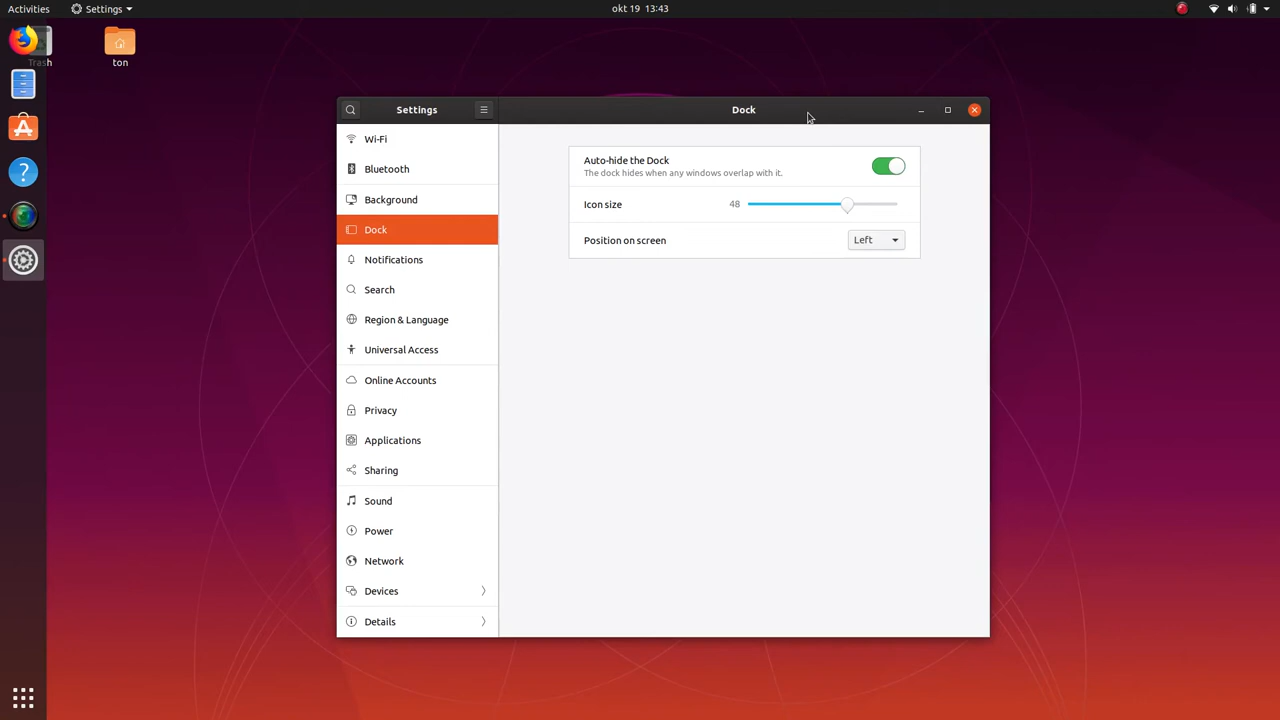 Activities
Settings
okt 19 13:43
Trash
ton
Settings
Dock
Wi-Fi
Bluetooth
Background
Dock
Notifications
Search
Region & Language
Universal Access
Online Accounts
Privacy
Applications
Sharing
Sound
Power
Network
Devices
Details
Auto-hide the Dock
The dock hides when any windows overlap with it.
Icon size 48
Position on screen Left